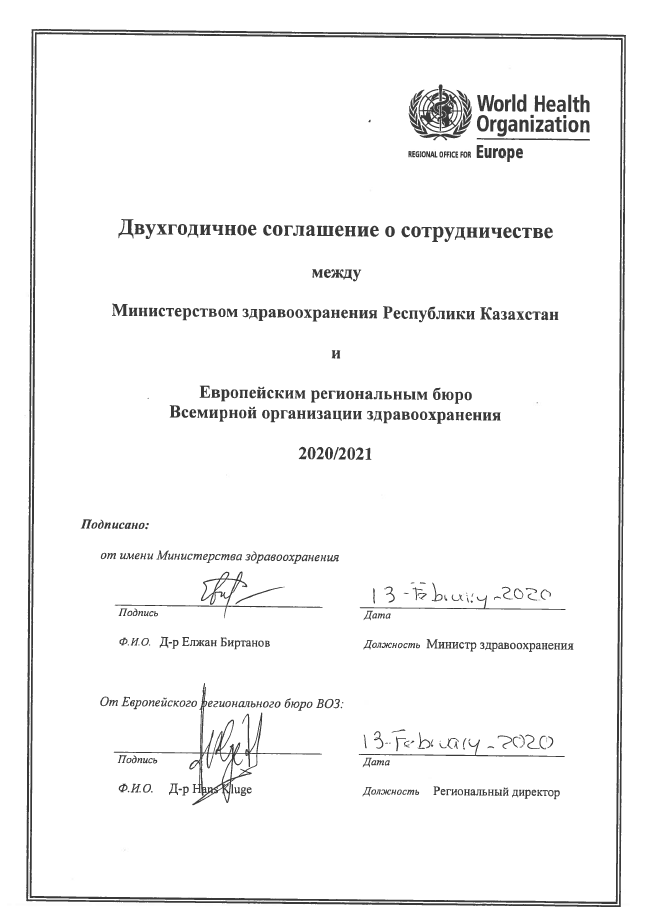 World Health
Organization
REGIONAL OFFICE FOR Europe
Двухгодичное соглашение о сотрудничестве
между
Министерством здравоохранения Республики Казахстан
и
Европейским региональным бюро
Всемирной организации здравоохранения
2020/2021
Подписано:
от имени Министерства здравоохранения
13-February-2020
Подпись Дата
Ф.И.О. Д-р Елжан Биртанов Должность Министр здравоохранения
От Европейского регионального бюро ВОЗ:
13-February-2020
Подпись Дата
Ф.И.О. Д-р Hans Kluge Должность Региональный директор